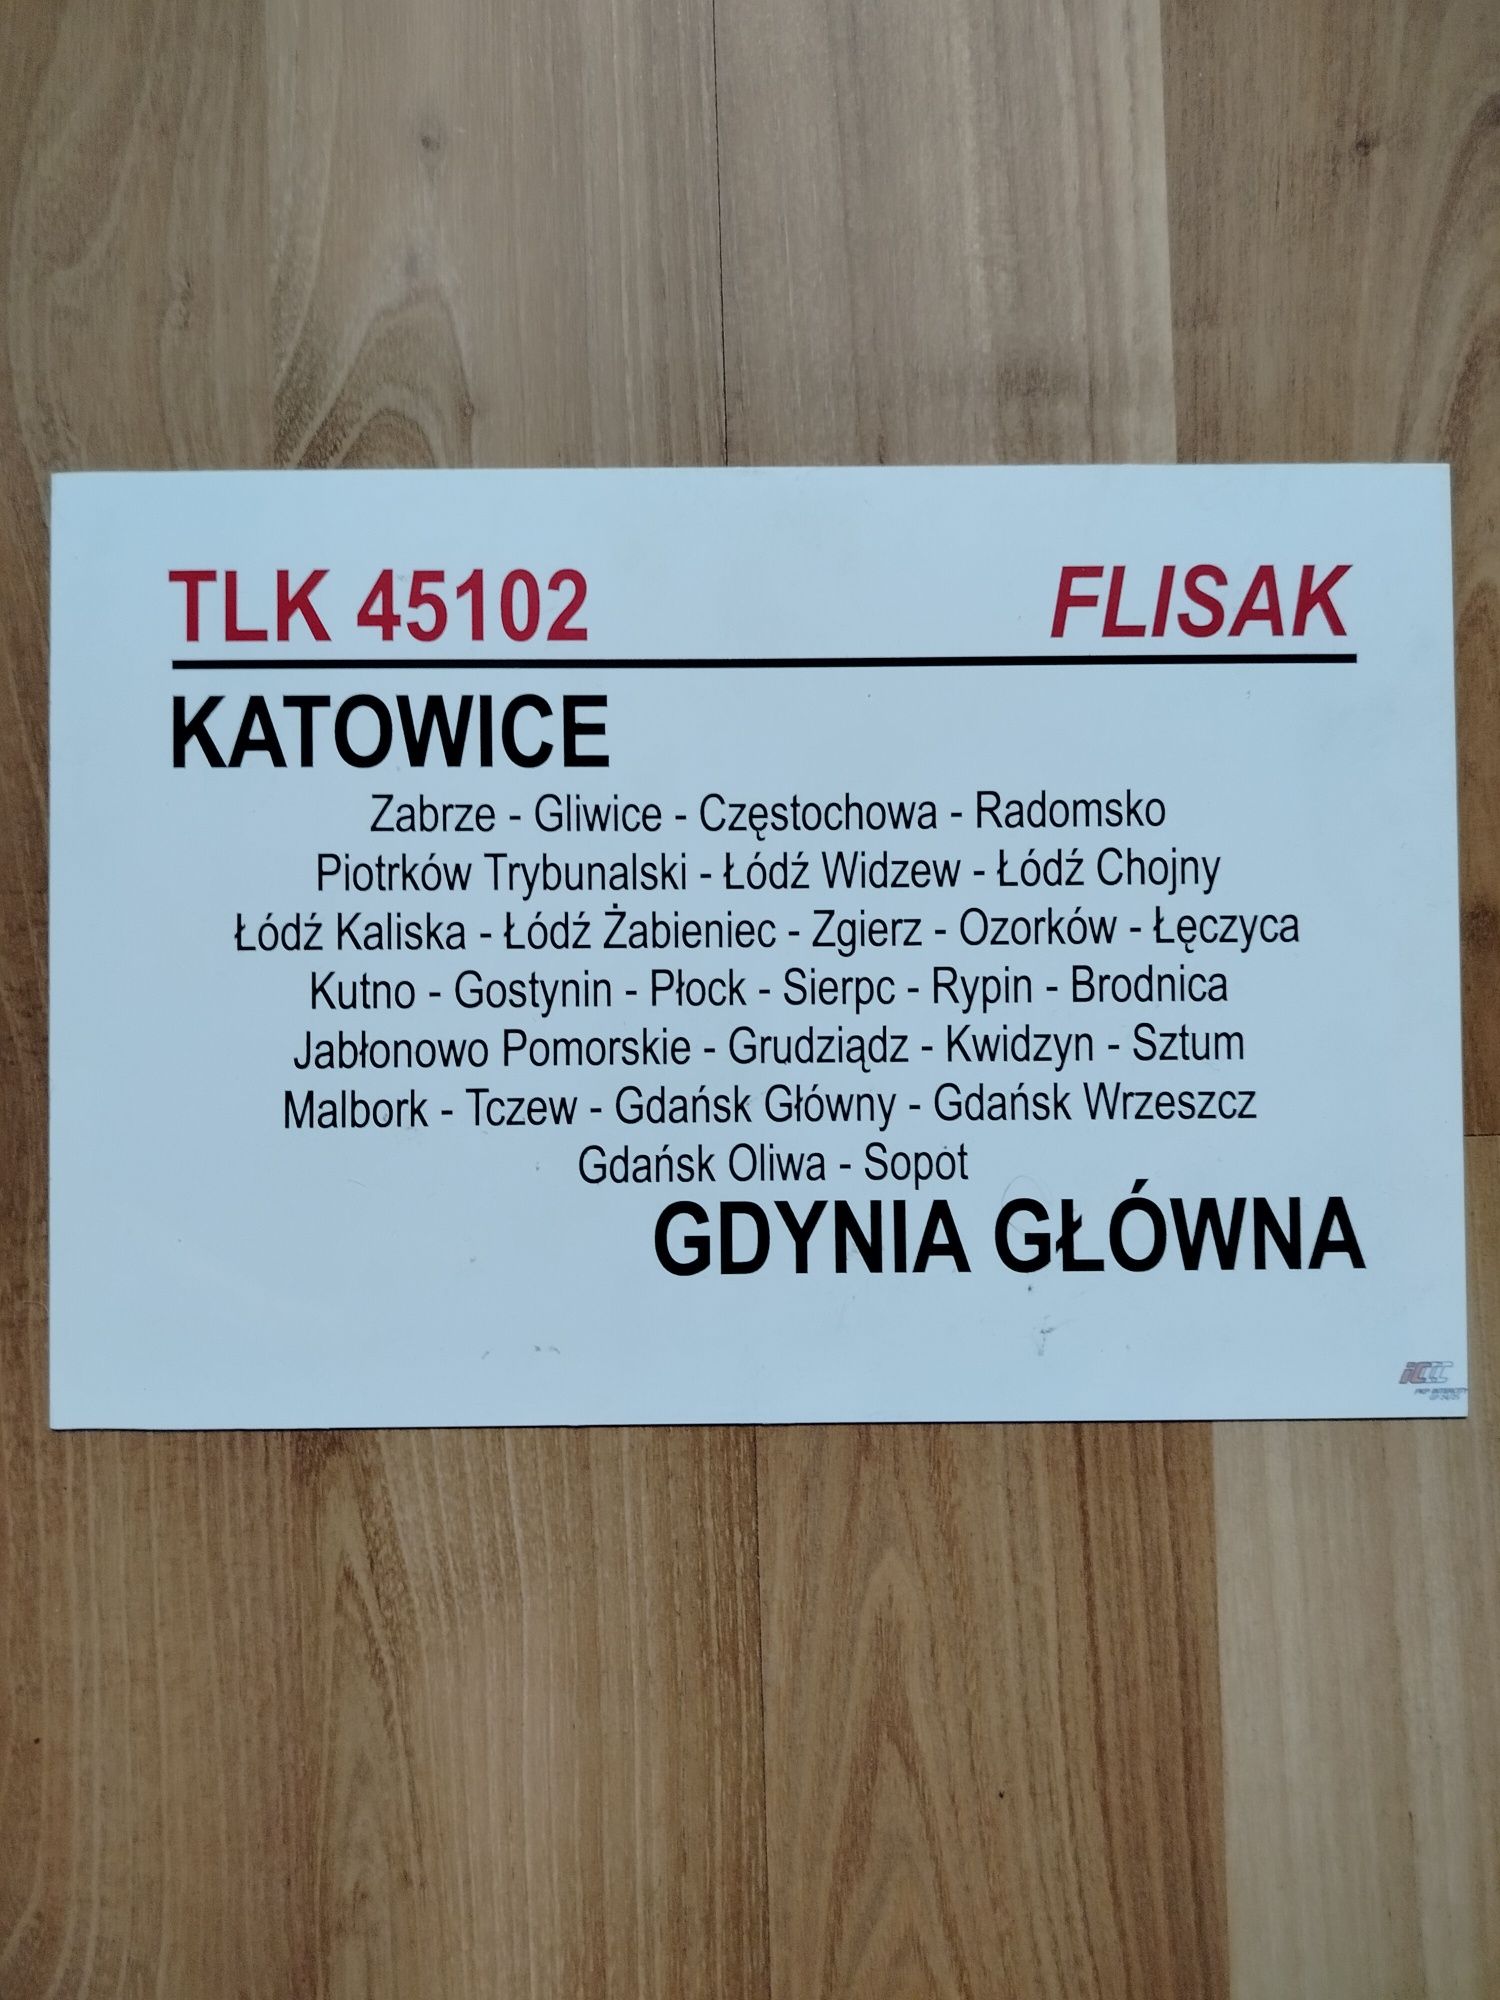 TLK 45102 FLISAK
KATOWICE
Zabrze - Gliwice - Częstochowa - Radomsko
Piotrków Trybunalski - Łódź Widzew - Łódź Chojny
Łódź Kaliska - Łódź Żabieniec - Zgierz - Ozorków - Łęczyca
Kutno - Gostynin - Płock - Sierpc - Rypin - Brodnica
Jabłonowo Pomorskie - Grudziądz - Kwidzyn - Sztum
Malbork - Tczew - Gdańsk Główny - Gdańsk Wrzeszcz
Gdańsk Oliwa - Sopot
GDYNIA GŁÓWNA
PKP INTERCITY